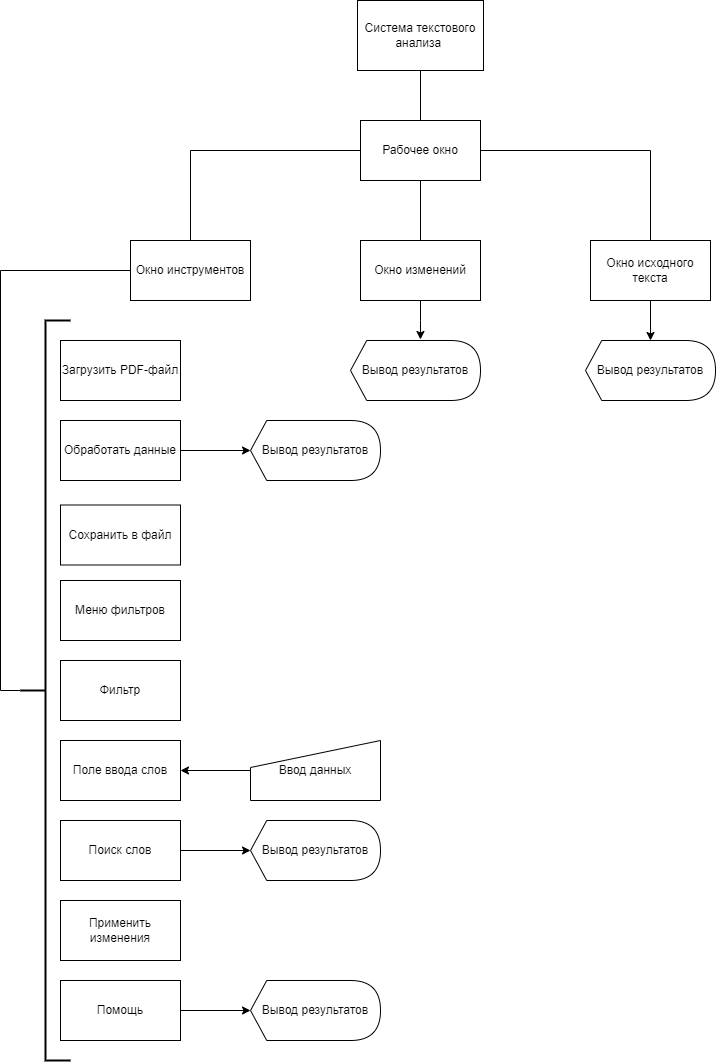 Система текстового
анализа
Рабочее окно
Окно инструментов
Окно изменений
Окно исходного
текста
Загрузить PDF-файл
Вывод результатов
Вывод результатов
Обработать данные
Вывод результатов
Сохранить в файл
Меню фильтров
Фильтр
Поле ввода слов
Ввод данных
Поиск слов
Вывод результатов
Применить
изменения
Помощь
Вывод результатов